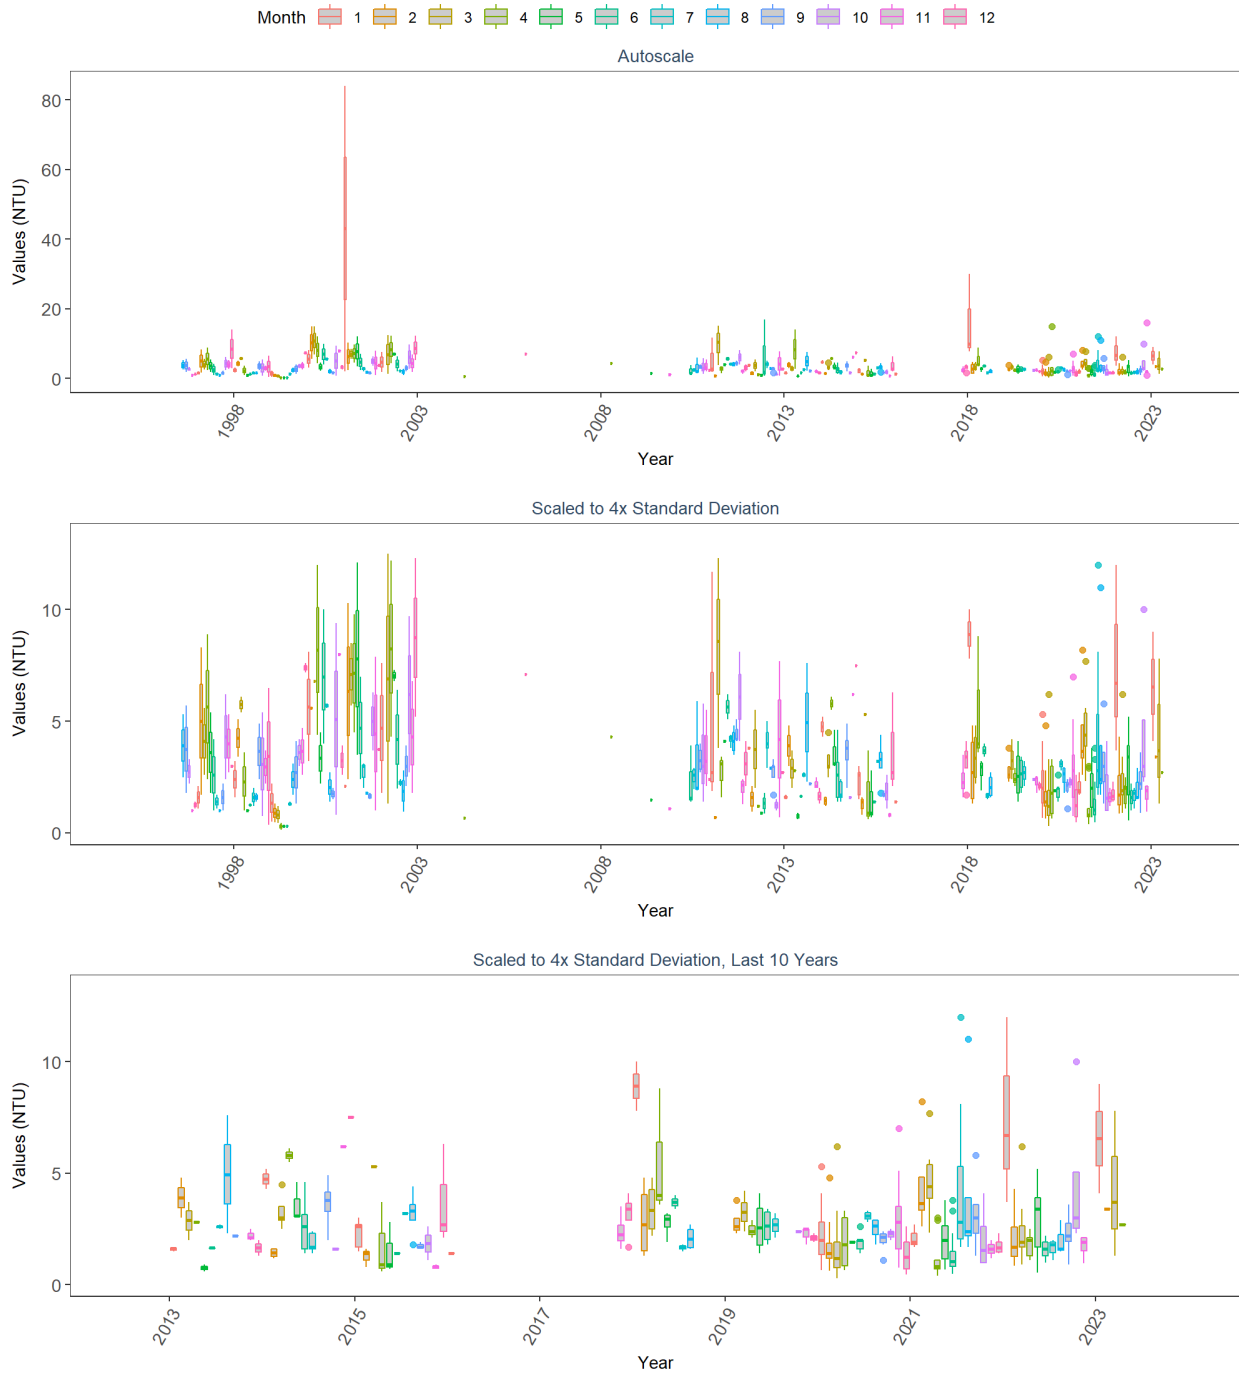 Month 1 2 3 4 5 6 7 8 9 10 11 12
Autoscale
80
60
40
20
0
Values (NTU)
1998 2003 2008 2013 2018 2023
Year
Scaled to 4x Standard Deviation
10
5
0
Values (NTU)
1998 2003 2008 2013 2018 2023
Year
Scaled to 4x Standard Deviation, Last 10 Years
10
5
0
Values (NTU)
2013 2015 2017 2019 2021 2023
Year